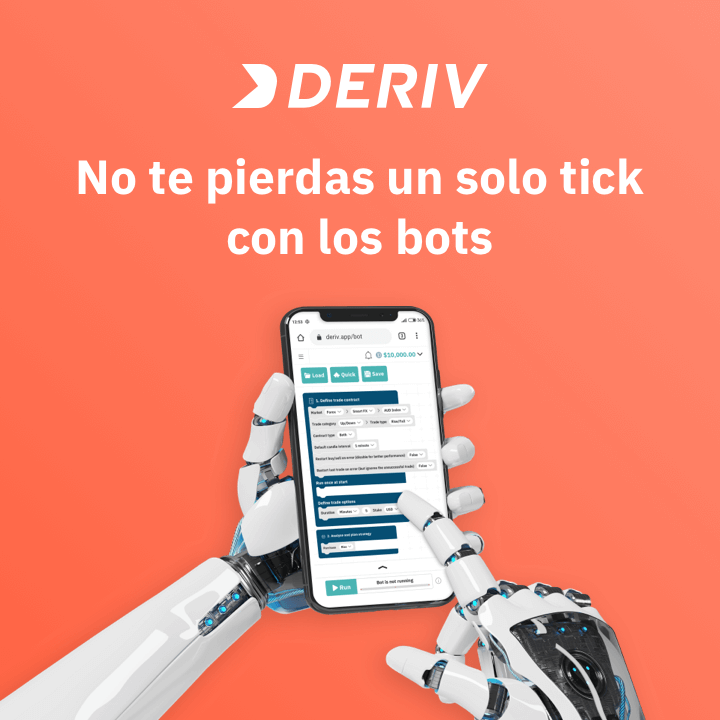 DERIV
No te pierdas un solo tick
con los bots
12:55
deriv.app/bot
$10,000.00
Load Quick Save
1. Define trade contract
Market Forex Smart-FX AUD Index
Trade category Up/Down Trade type Rise/Fall
Contract type Both
Default candle interval 1 minute
Restart buy/sell on error (disable for better performance) False
Restart last trade on error (bot ignores the unsuccessful trade) False
Run once at start
Define trade options
Duration Minutes 5 Stake USD
2. Analyse and plan strategy
Run
Bot is not running